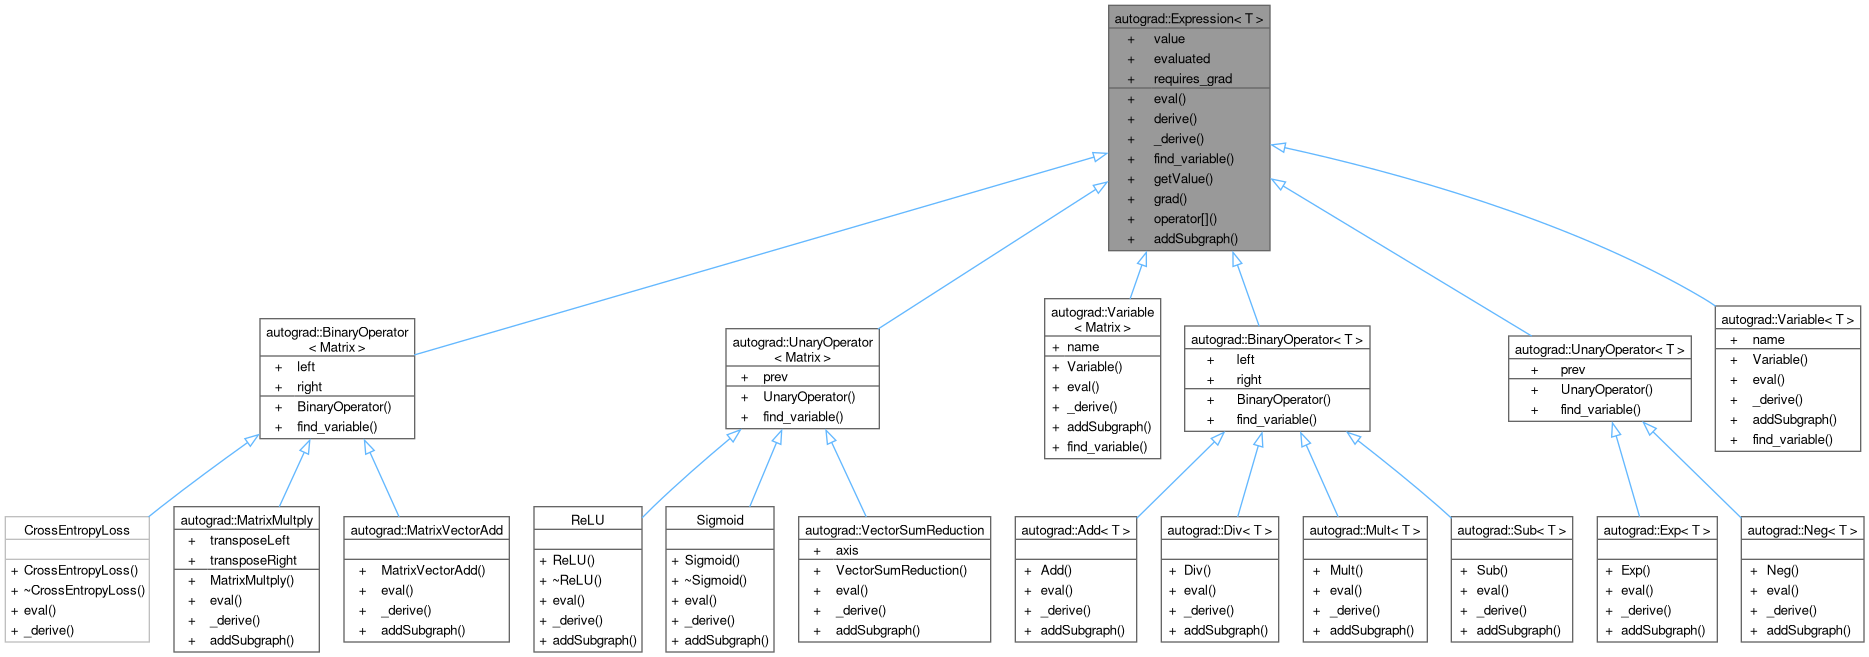 autograd::Expression< T >
+ value
+ evaluated
+ requires_grad
+ eval()
+ derive()
+ _derive()
+ find_variable()
+ getValue()
+ grad()
+ operator[]()
+ addSubgraph()
autograd::BinaryOperator
< Matrix >
+ left
+ right
+ BinaryOperator()
+ find_variable()
autograd::UnaryOperator
< Matrix >
+ prev
+ UnaryOperator()
+ find_variable()
autograd::Variable
< Matrix >
+ name
+ Variable()
+ eval()
+ _derive()
+ addSubgraph()
+ find_variable()
autograd::BinaryOperator< T >
+ left
+ right
+ BinaryOperator()
+ find_variable()
autograd::UnaryOperator< T >
+ prev
+ UnaryOperator()
+ find_variable()
autograd::Variable< T >
+ name
+ Variable()
+ eval()
+ _derive()
+ addSubgraph()
+ find_variable()
CrossEntropyLoss
+ CrossEntropyLoss()
+ ~CrossEntropyLoss()
+ eval()
+ _derive()
autograd::MatrixMultply
+ transposeLeft
+ transposeRight
+ MatrixMultply()
+ eval()
+ _derive()
+ addSubgraph()
autograd::MatrixVectorAdd
+ MatrixVectorAdd()
+ eval()
+ _derive()
+ addSubgraph()
ReLU
+ ReLU()
+ ~ReLU()
+ eval()
+ _derive()
+ addSubgraph()
Sigmoid
+ Sigmoid()
+ ~Sigmoid()
+ eval()
+ _derive()
+ addSubgraph()
autograd::VectorSumReduction
+ axis
+ VectorSumReduction()
+ eval()
+ _derive()
+ addSubgraph()
autograd::Add< T >
+ Add()
+ eval()
+ _derive()
+ addSubgraph()
autograd::Div< T >
+ Div()
+ eval()
+ _derive()
+ addSubgraph()
autograd::Mult< T >
+ Mult()
+ eval()
+ _derive()
+ addSubgraph()
autograd::Sub< T >
+ Sub()
+ eval()
+ _derive()
+ addSubgraph()
autograd::Exp< T >
+ Exp()
+ eval()
+ _derive()
+ addSubgraph()
autograd::Neg< T >
+ Neg()
+ eval()
+ _derive()
+ addSubgraph()